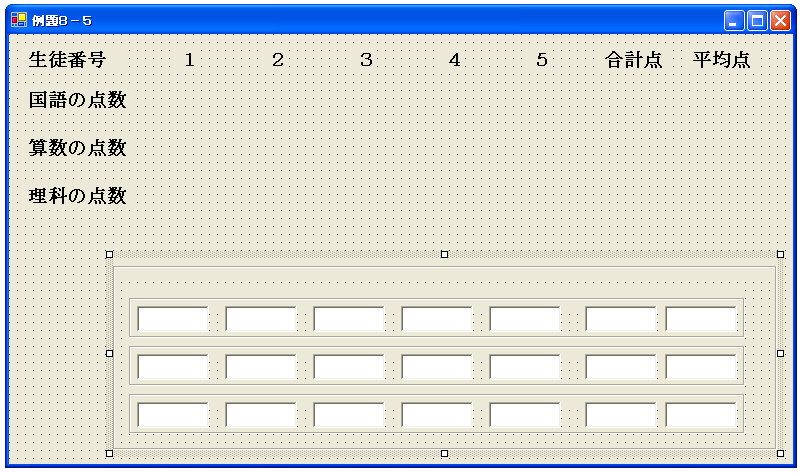 例題8－5
生徒番号 1 2 3 4 5 合計点 平均点
国語の点数
算数の点数
理科の点数